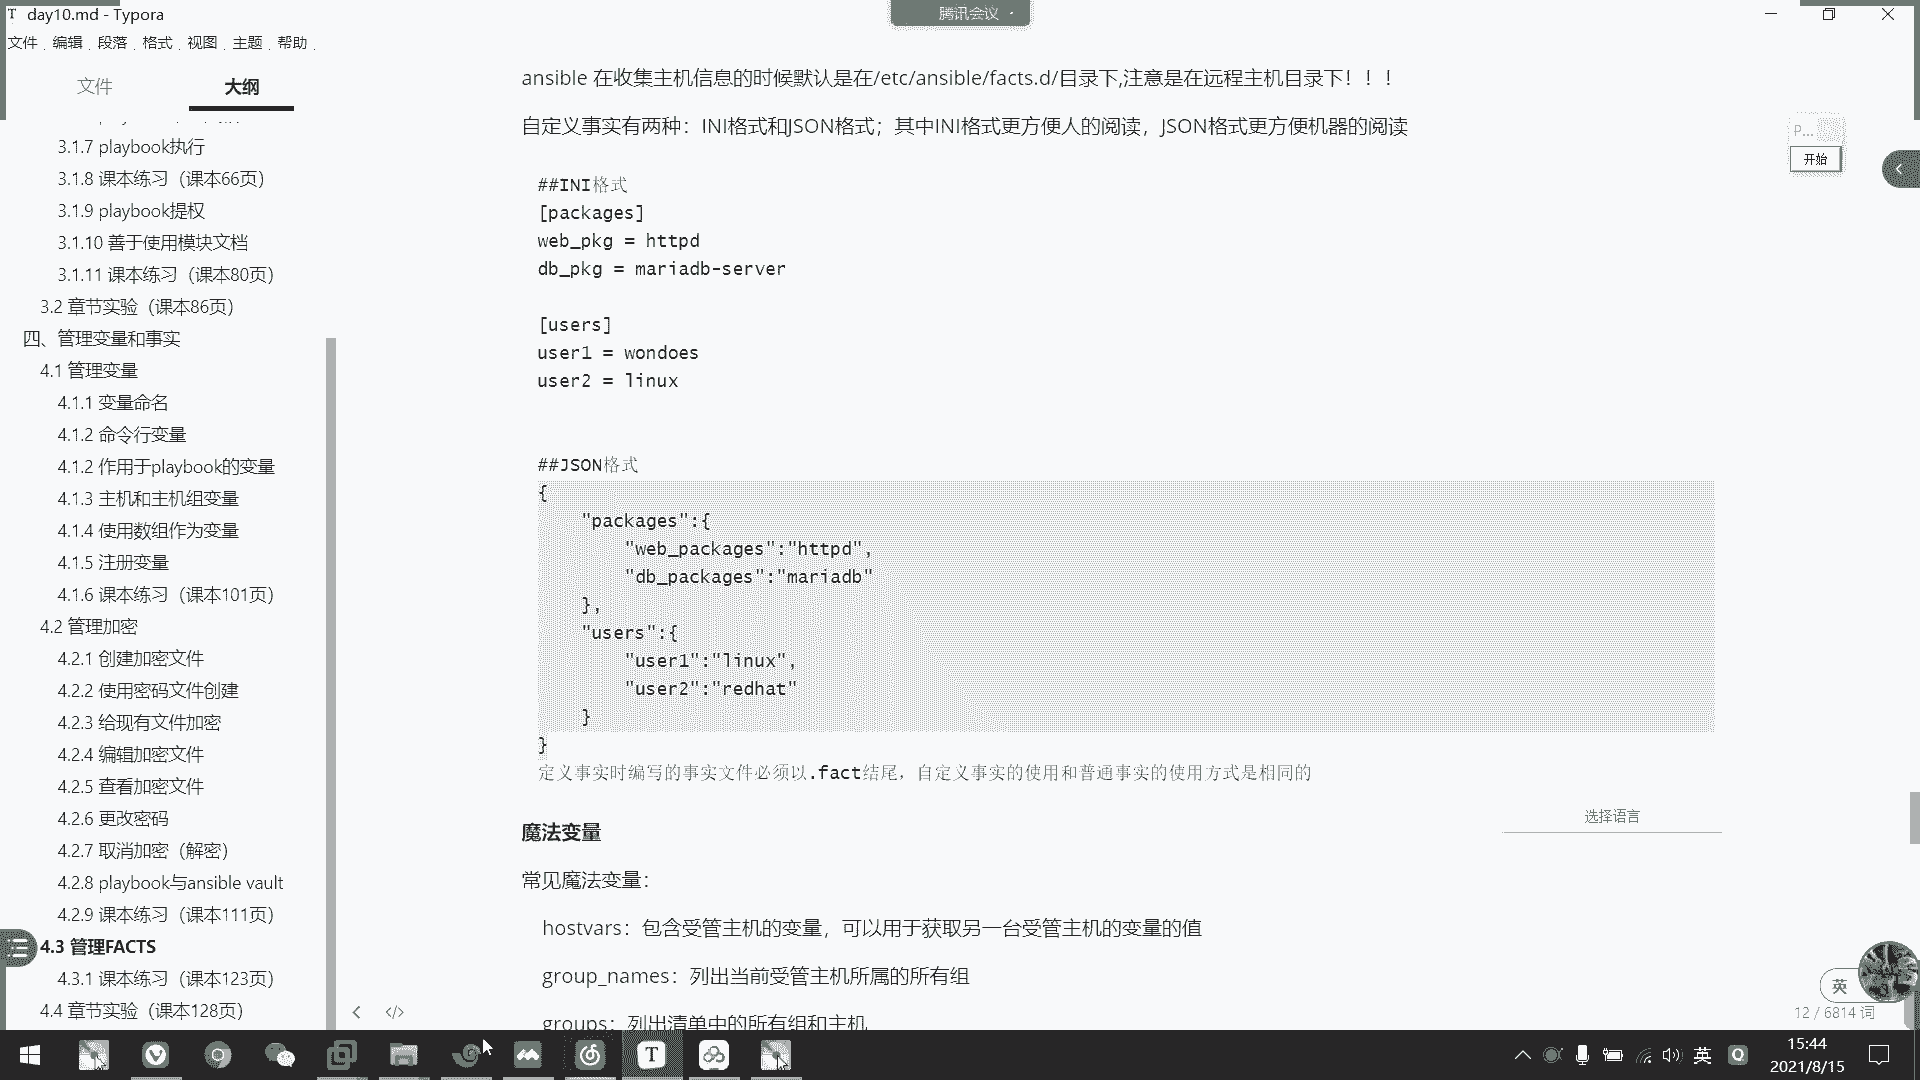 day10.md - Typora
腾讯会议
文件 编辑 段落 格式 视图 主题 帮助
文件 大纲
3.1.7 playbook执行
3.1.8 课本练习（课本66页）
3.1.9 playbook提权
3.1.10 善于使用模块文档
3.1.11 课本练习（课本80页）
3.2 章节实验（课本86页）
四、管理变量和事实
4.1 管理变量
4.1.1 变量命名
4.1.2 命令行变量
4.1.2 作用于playbook的变量
4.1.3 主机和主机组变量
4.1.4 使用数组作为变量
4.1.5 注册变量
4.1.6 课本练习（课本101页）
4.2 管理加密
4.2.1 创建加密文件
4.2.2 使用密码文件创建
4.2.3 给现有文件加密
4.2.4 编辑加密文件
4.2.5 查看加密文件
4.2.6 更改密码
4.2.7 取消加密（解密）
4.2.8 playbook与ansible vault
4.2.9 课本练习（课本111页）
4.3 管理FACTS
4.3.1 课本练习（课本123页）
4.4 章节实验（课本128页）
ansible 在收集主机信息的时候默认是在/etc/ansible/facts.d/目录下,注意是在远程主机目录下！！！
自定义事实有两种：INI格式和JSON格式；其中INI格式更方便人的阅读，JSON格式更方便机器的阅读
##INI格式
[packages]
web_pkg = httpd
db_pkg = mariadb-server
[users]
user1 = wondoes
user2 = linux
##JSON格式
{
"packages":{
"web_packages":"httpd",
"db_packages":"mariadb"
},
"users":{
"user1":"linux",
"user2":"redhat"
}
}
定义事实时编写的事实文件必须以.fact结尾，自定义事实的使用和普通事实的使用方式是相同的
选择语言
魔法变量
常见魔法变量：
hostvars：包含受管主机的变量，可以用于获取另一台受管主机的变量的值
group_names：列出当前受管主机所属的所有组
groups：列出清单中的所有组和主机
P...
开始
英
12 / 6814 词
英
15:44
2021/8/15